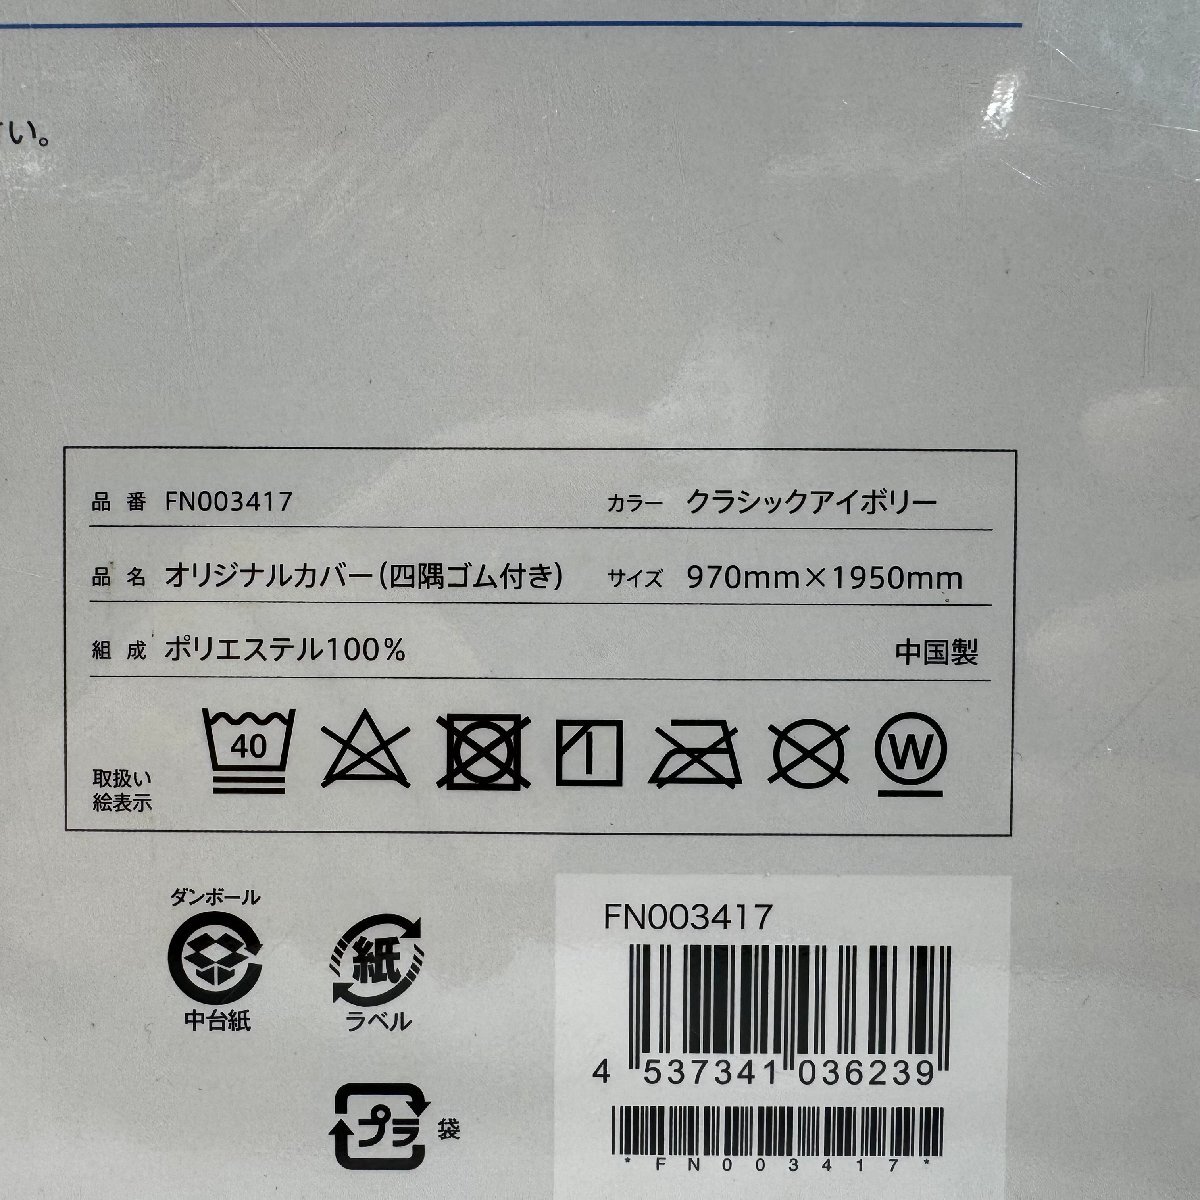 い。
品 番 FN003417 カラー クラシックアイボリー
品 名 オリジナルカバー(四隅ゴム付き) サイズ 970mm×1950mm
組 成 ポリエステル100% 中国製
取扱い
絵表示
40
W
ダンボール
中台紙
紙
ラベル
プラ
袋
FN003417
4 537341 036239
*FN003417*